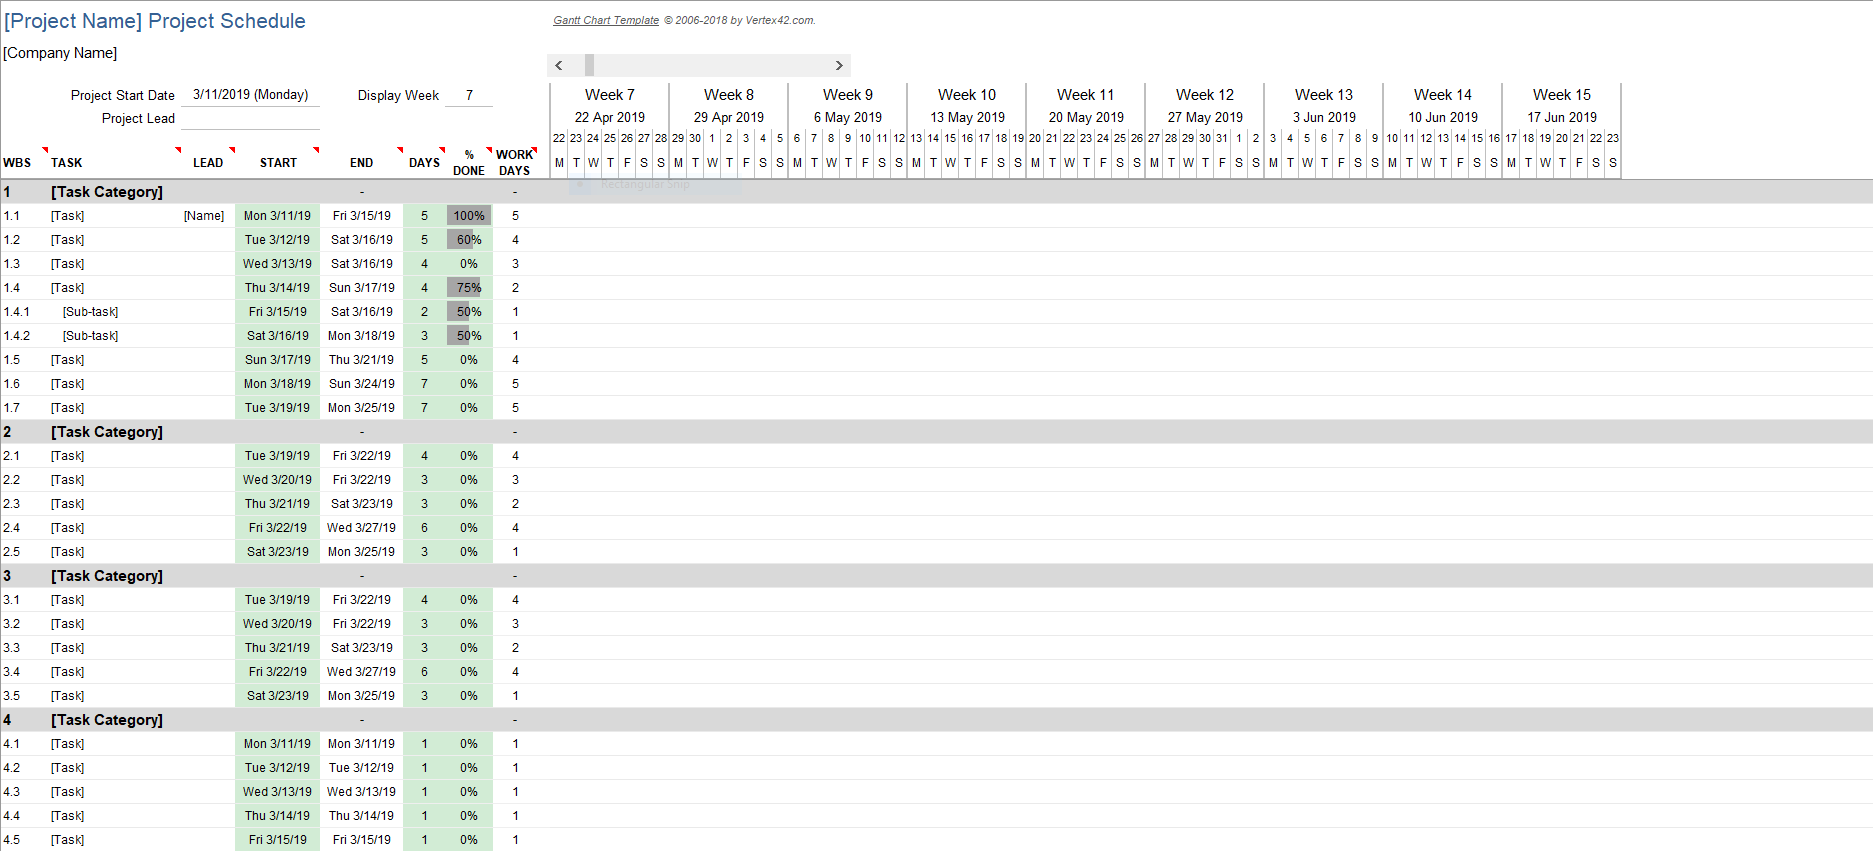 [Project Name] Project Schedule
Gantt Chart Template © 2006-2018 by Vertex42.com.
[Company Name]
Project Start Date 3/11/2019 (Monday) Display Week 7
Project Lead
Week 7 Week 8 Week 9 Week 10 Week 11 Week 12 Week 13 Week 14 Week 15
22 Apr 2019 29 Apr 2019 6 May 2019 13 May 2019 20 May 2019 27 May 2019 3 Jun 2019 10 Jun 2019 17 Jun 2019
22 23 24 25 26 27 28 29 30 1 2 3 4 5 6 7 8 9 10 11 12 13 14 15 16 17 18 19 20 21 22 23 24 25 26 27 28 29 30 31 1 2 3 4 5 6 7 8 9 10 11 12 13 14 15 16 17 18 19 20 21 22 23
WBS TASK LEAD START END DAYS % DONE WORK DAYS M T W T F S S M T W T F S S M T W T F S S M T W T F S S M T W T F S S M T W T F S S M T W T F S S M T W T F S S M T W T F S S
1 [Task Category] - - Rectangular Snip
1.1 [Task] [Name] Mon 3/11/19 Fri 3/15/19 5 100% 5
1.2 [Task] Tue 3/12/19 Sat 3/16/19 5 60% 4
1.3 [Task] Wed 3/13/19 Sat 3/16/19 4 0% 3
1.4 [Task] Thu 3/14/19 Sun 3/17/19 4 75% 2
1.4.1 [Sub-task] Fri 3/15/19 Sat 3/16/19 2 50% 1
1.4.2 [Sub-task] Sat 3/16/19 Mon 3/18/19 3 50% 1
1.5 [Task] Sun 3/17/19 Thu 3/21/19 5 0% 4
1.6 [Task] Mon 3/18/19 Sun 3/24/19 7 0% 5
1.7 [Task] Tue 3/19/19 Mon 3/25/19 7 0% 5
2 [Task Category] - -
2.1 [Task] Tue 3/19/19 Fri 3/22/19 4 0% 4
2.2 [Task] Wed 3/20/19 Fri 3/22/19 3 0% 3
2.3 [Task] Thu 3/21/19 Sat 3/23/19 3 0% 2
2.4 [Task] Fri 3/22/19 Wed 3/27/19 6 0% 4
2.5 [Task] Sat 3/23/19 Mon 3/25/19 3 0% 1
3 [Task Category] - -
3.1 [Task] Tue 3/19/19 Fri 3/22/19 4 0% 4
3.2 [Task] Wed 3/20/19 Fri 3/22/19 3 0% 3
3.3 [Task] Thu 3/21/19 Sat 3/23/19 3 0% 2
3.4 [Task] Fri 3/22/19 Wed 3/27/19 6 0% 4
3.5 [Task] Sat 3/23/19 Mon 3/25/19 3 0% 1
4 [Task Category] - -
4.1 [Task] Mon 3/11/19 Mon 3/11/19 1 0% 1
4.2 [Task] Tue 3/12/19 Tue 3/12/19 1 0% 1
4.3 [Task] Wed 3/13/19 Wed 3/13/19 1 0% 1
4.4 [Task] Thu 3/14/19 Thu 3/14/19 1 0% 1
4.5 [Task] Fri 3/15/19 Fri 3/15/19 1 0% 1